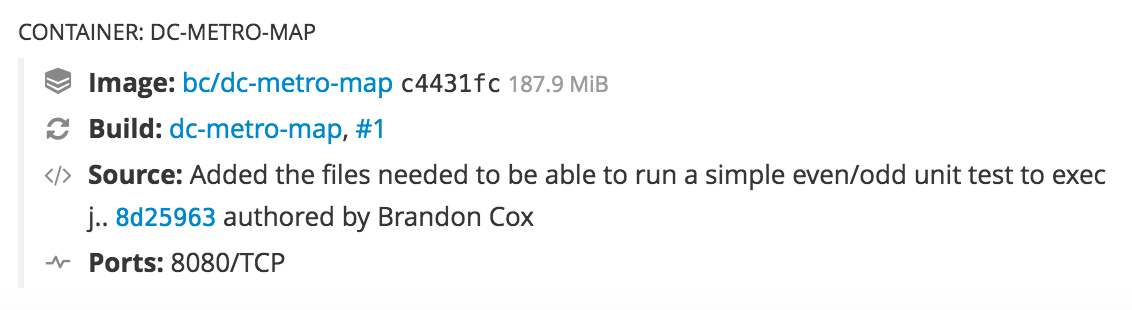 CONTAINER: DC-METRO-MAP
Image: bc/dc-metro-map c4431fc 187.9 MiB
Build: dc-metro-map, #1
</> Source: Added the files needed to be able to run a simple even/odd unit test to exec
j.. 8d25963 authored by Brandon Cox
Ports: 8080/TCP